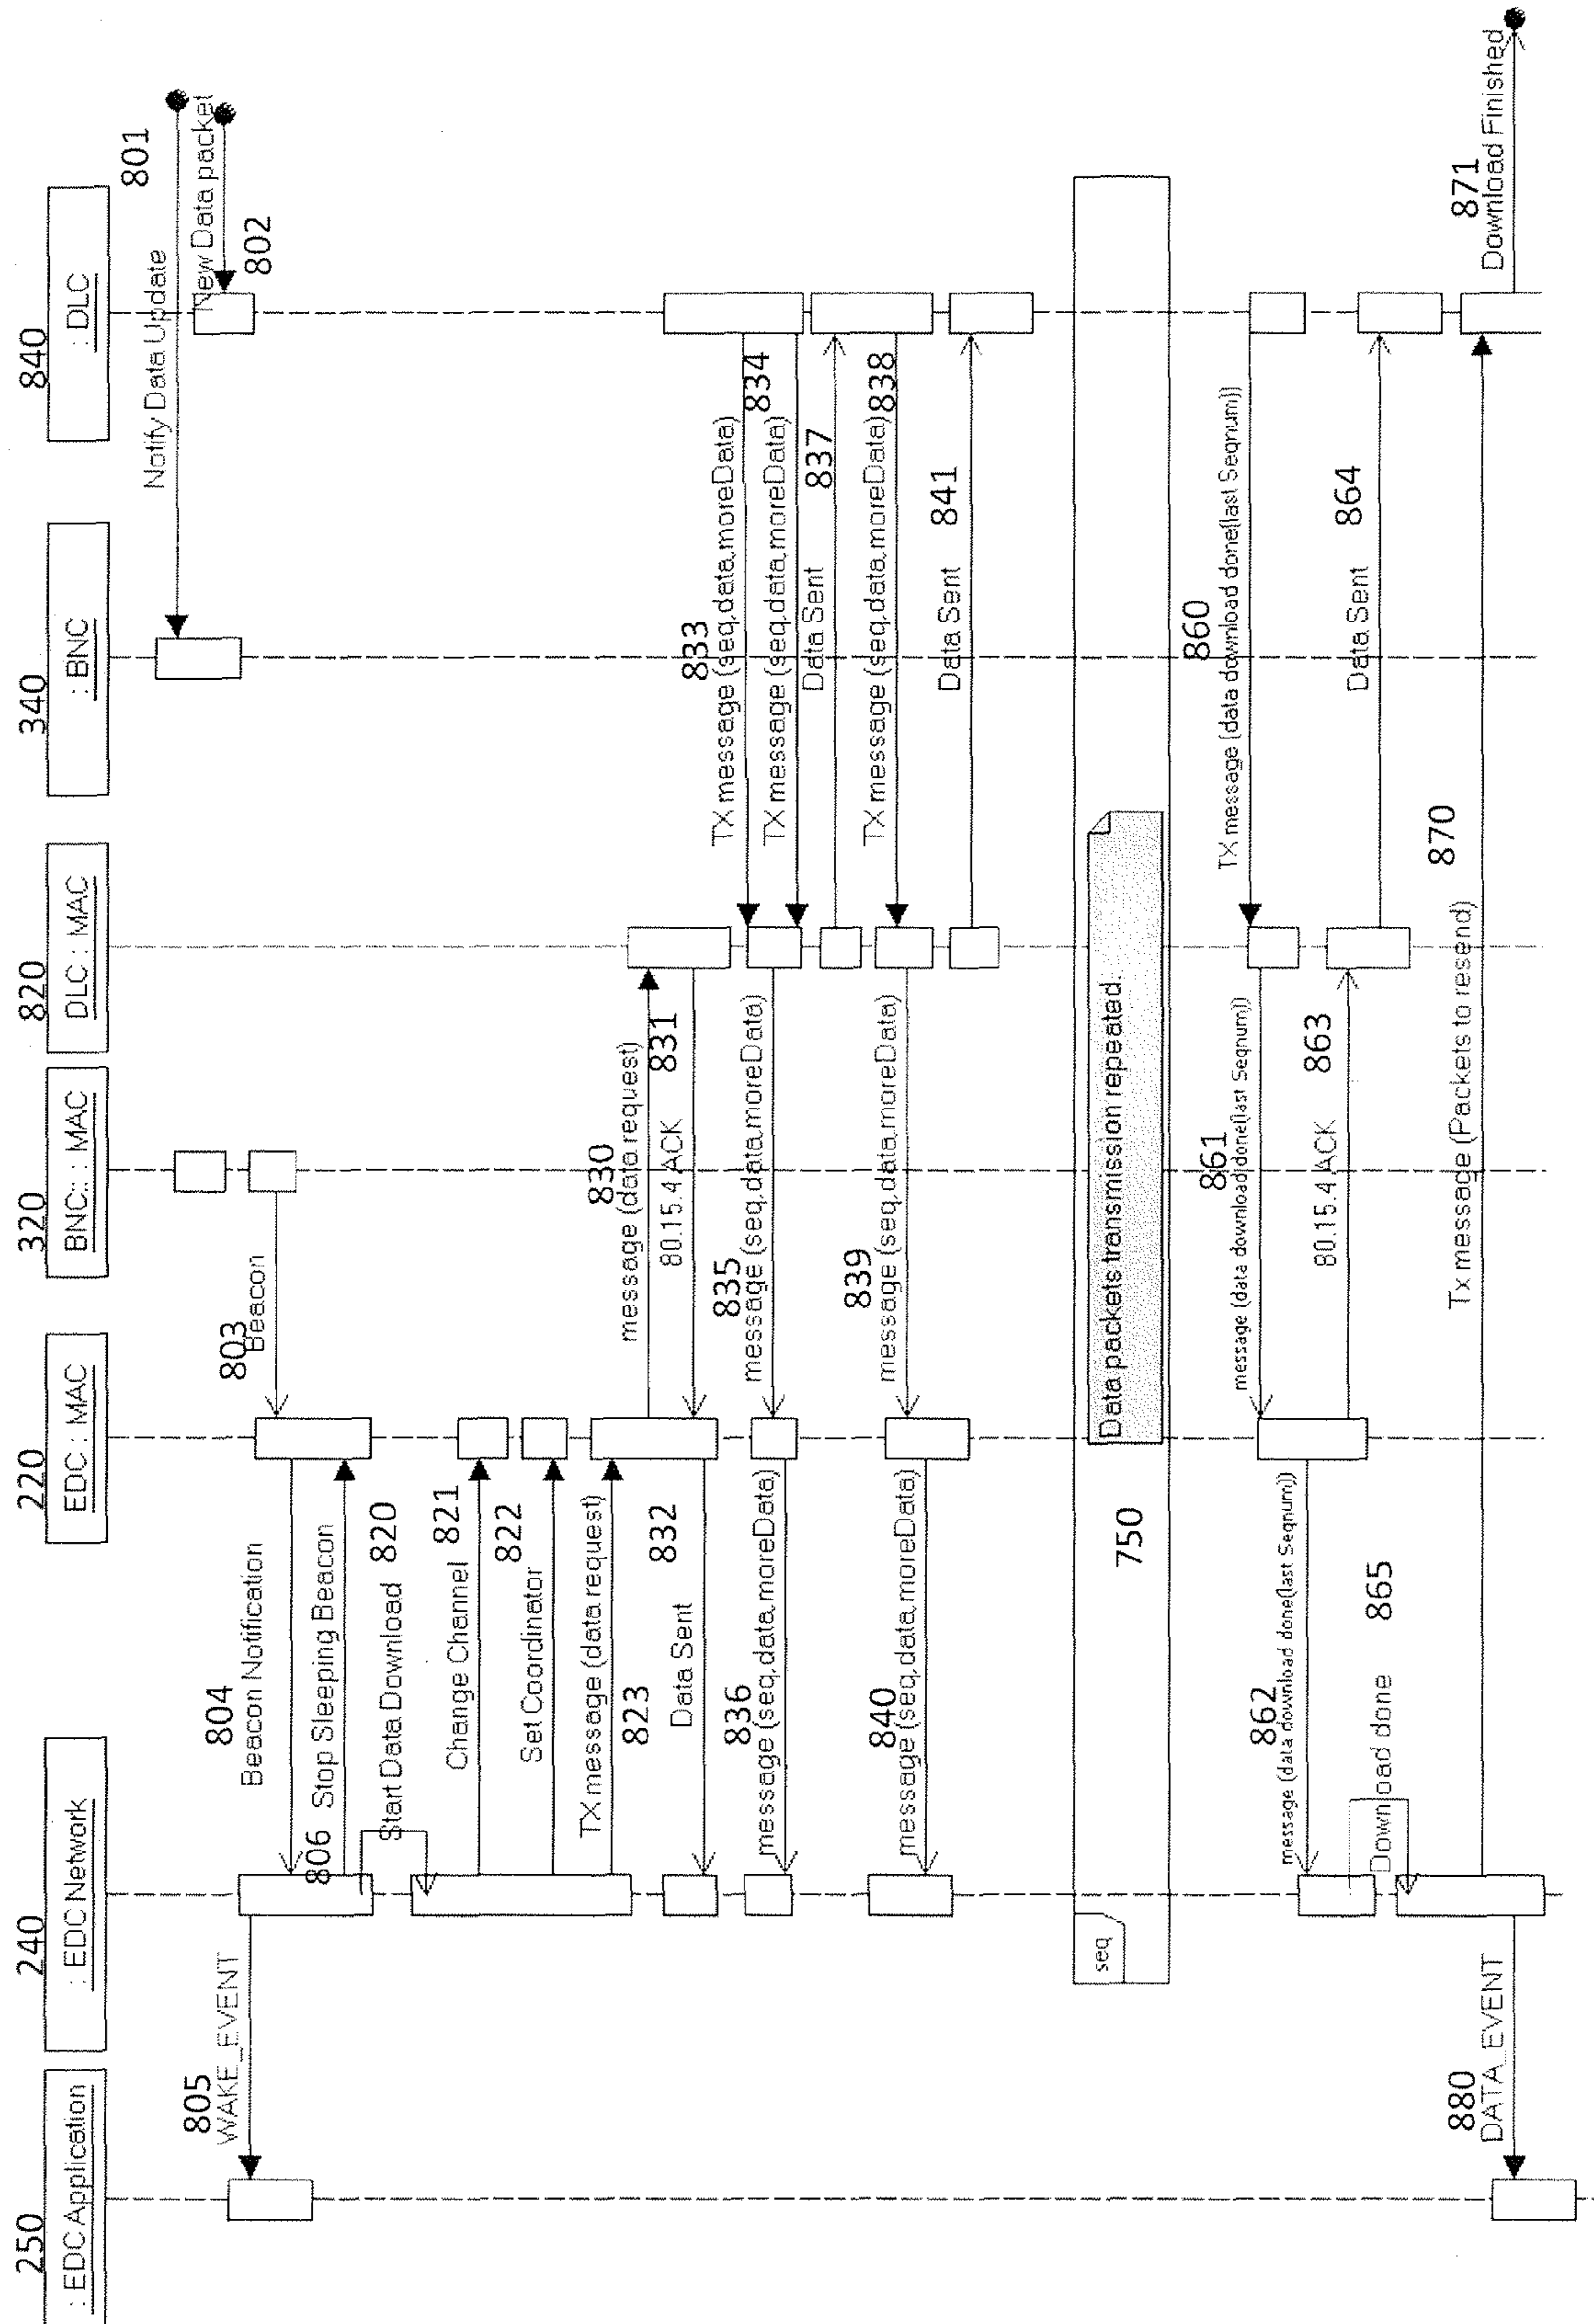 250
: EDC Application
240
: EDC Network
220
EDC : MAC
320
BNC:: : MAC
820
DLC : MAC
340
: BNC
840
: DLC
801
Notify Data Update
New Data packet
802
803
Beacon
804
Beacon Notification
805
WAKE_EVENT
806 Stop Sleeping Beacon
Start Data Download 820
Change Channel 821
822
Set Coordinator
TX message (data request)
823
830
message (data request)
831
80.15.4 ACK
832
Data Sent
833
TX message (seq,data,moreData)
834
TX message (seq,data,moreData)
835
message (seq,data,moreData)
836
message (seq,data,moreData)
837
Data Sent
838
TX message (seq,data,moreData)
839
message (seq,data,moreData)
840
message (seq,data,moreData)
841
Data Sent
seq
750
Data packets transmission repeated.
860
TX message (data download done(last Seqnum))
861
message (data download done(last Seqnum))
862
message (data download done(last Seqnum))
863
80.15.4 ACK
864
Data Sent
865
Download done
870
Tx message (Packets to resend)
871
Download Finished
880
DATA_EVENT